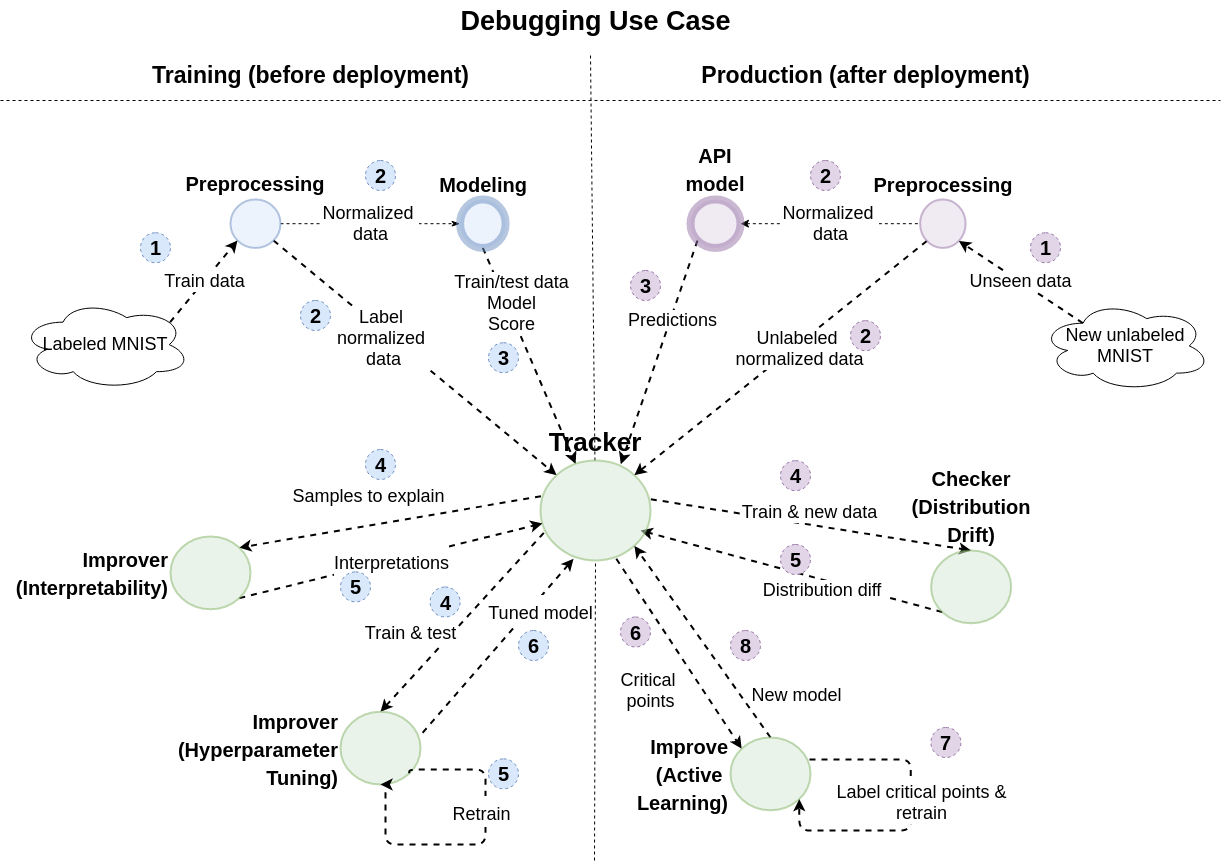 Debugging Use Case
Training (before deployment)
Production (after deployment)
Preprocessing
2
Modeling
Normalized
data
1
Train data
Labeled MNIST
2
Label
normalized
data
Train/test data
Model
Score
3
API
model
2
Preprocessing
Normalized
data
1
Unseen data
New unlabeled
MNIST
3
Predictions
Unlabeled
normalized data
2
Tracker
4
Samples to explain
Improver
(Interpretability)
Interpretations
5
4
Train & test
Tuned model
6
Improver
(Hyperparameter
Tuning)
5
Retrain
4
Train & new data
Checker
(Distribution
Drift)
5
Distribution diff
6
Critical
points
8
New model
Improve
(Active
Learning)
7
Label critical points &
retrain